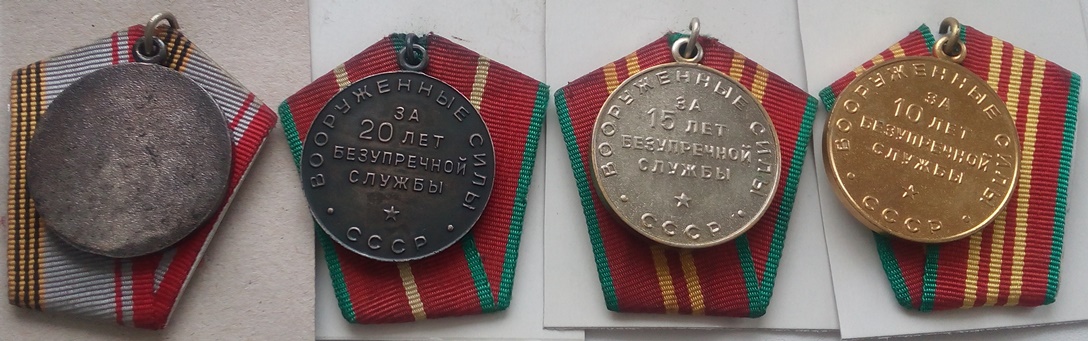 ВООРУЖЕННЫЕ СИЛЫ
ЗА
20 ЛЕТ
БЕЗУПРЕЧНОЙ
СЛУЖБЫ
СССР
ВООРУЖЕННЫЕ СИЛЫ
ЗА
15 ЛЕТ
БЕЗУПРЕЧНОЙ
СЛУЖБЫ
СССР
ВООРУЖЕННЫЕ СИЛЫ
ЗА
10 ЛЕТ
БЕЗУПРЕЧНОЙ
СЛУЖБЫ
СССР